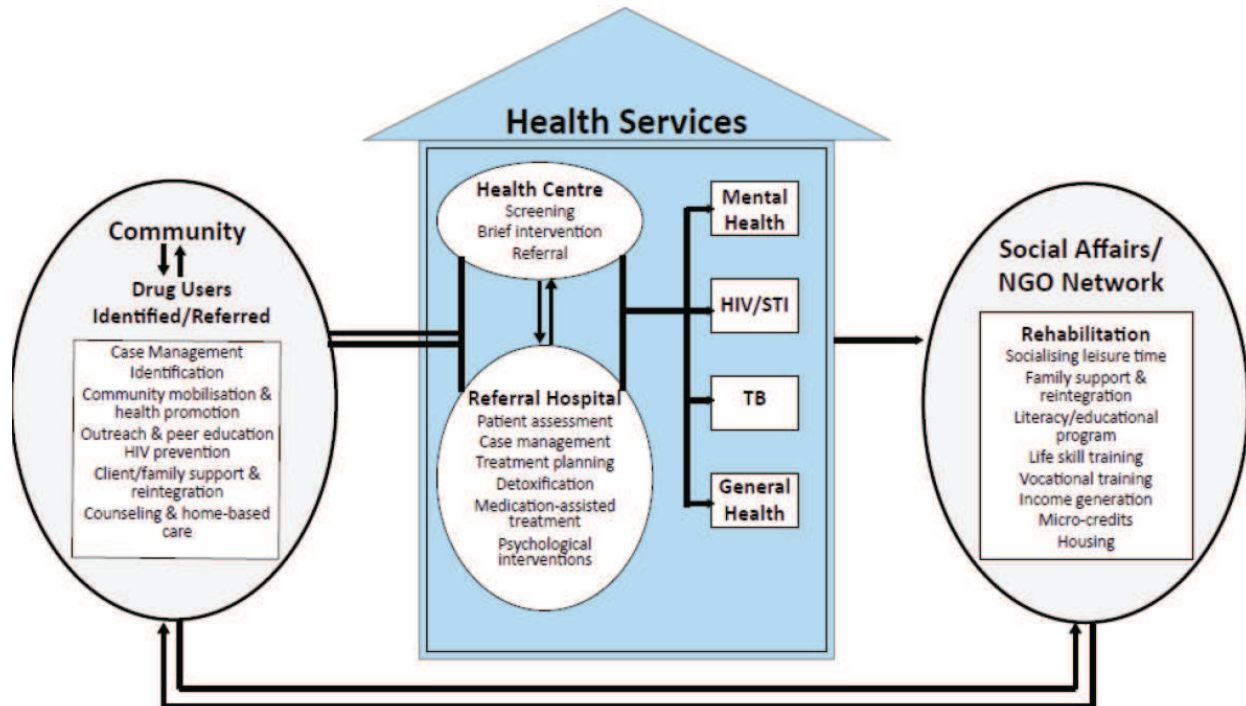 Health Services
Community
Drug Users
Identified/Referred
Case Management
Identification
Community mobilisation &
health promotion
Outreach & peer education
HIV prevention
Client/family support &
reintegration
Counseling & home-based
care
Health Centre
Screening
Brief intervention
Referral
Referral Hospital
Patient assessment
Case management
Treatment planning
Detoxification
Medication-assisted
treatment
Psychological
interventions
Mental
Health
HIV/STI
TB
General
Health
Social Affairs/
NGO Network
Rehabilitation
Socialising leisure time
Family support &
reintegration
Literacy/educational
program
Life skill training
Vocational training
Income generation
Micro-credits
Housing